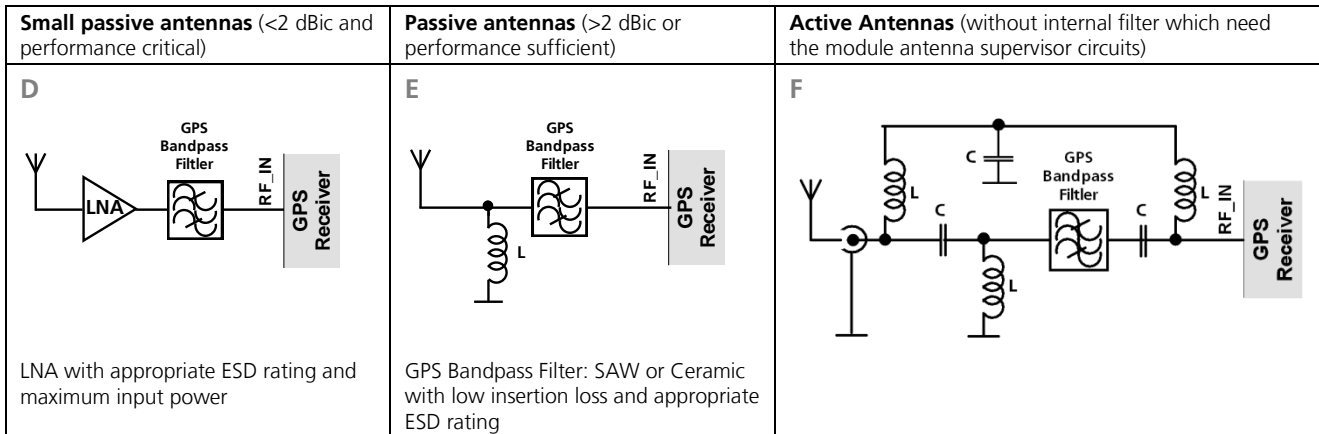 Small passive antennas (<2 dBic and
performance critical)
Passive antennas (>2 dBic or
performance sufficient)
Active Antennas (without internal filter which need
the module antenna supervisor circuits)
D
GPS
Bandpass
Filtler
LNA
RF_IN
GPS
Receiver
LNA with appropriate ESD rating and
maximum input power
E
GPS
Bandpass
Filtler
L
RF_IN
GPS
Receiver
GPS Bandpass Filter: SAW or Ceramic
with low insertion loss and appropriate
ESD rating
F
C
GPS
Bandpass
Filtler
L
L
C
C
L
RF_IN
GPS
Receiver